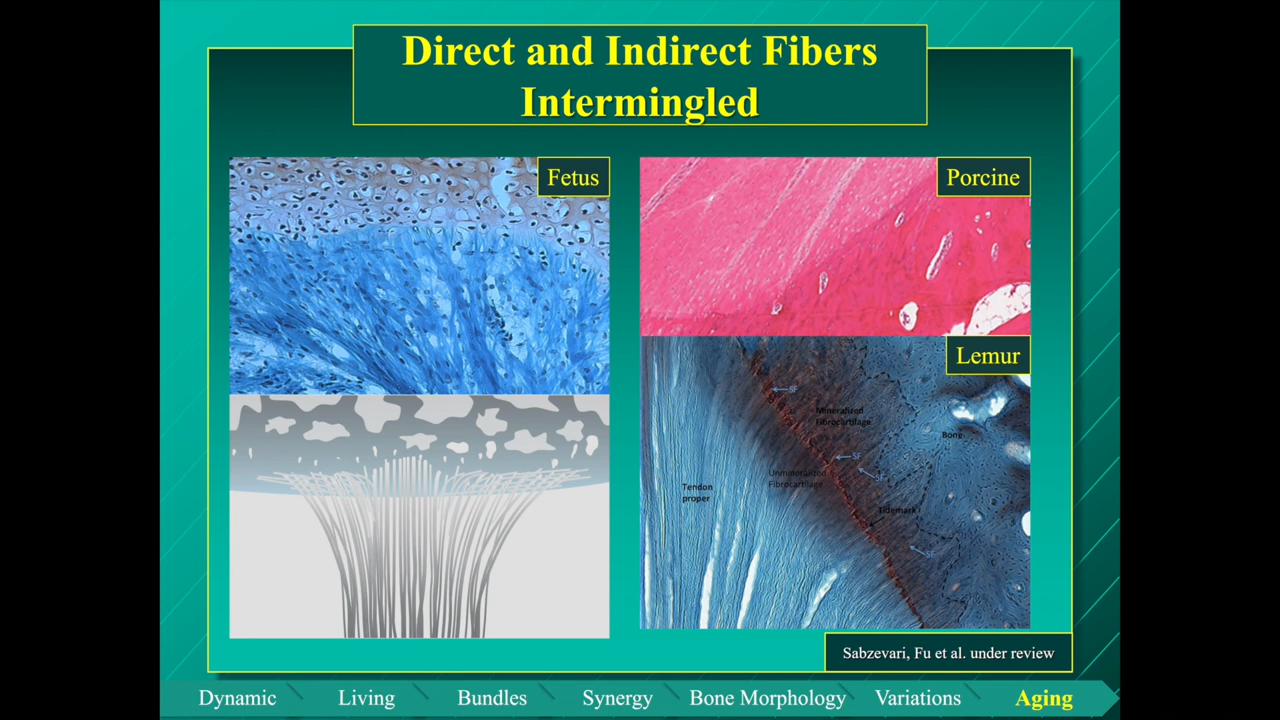 Direct and Indirect Fibers
Intermingled
Fetus
Porcine
Lemur
SF
Mineralized
Fibrocartilage
Bone
SF
Unmineralized
Fibrocartilage
SF
Tendon
proper
Tidemark
SF
Sabzevari, Fu et al. under review
Dynamic Living Bundles Synergy Bone Morphology Variations Aging